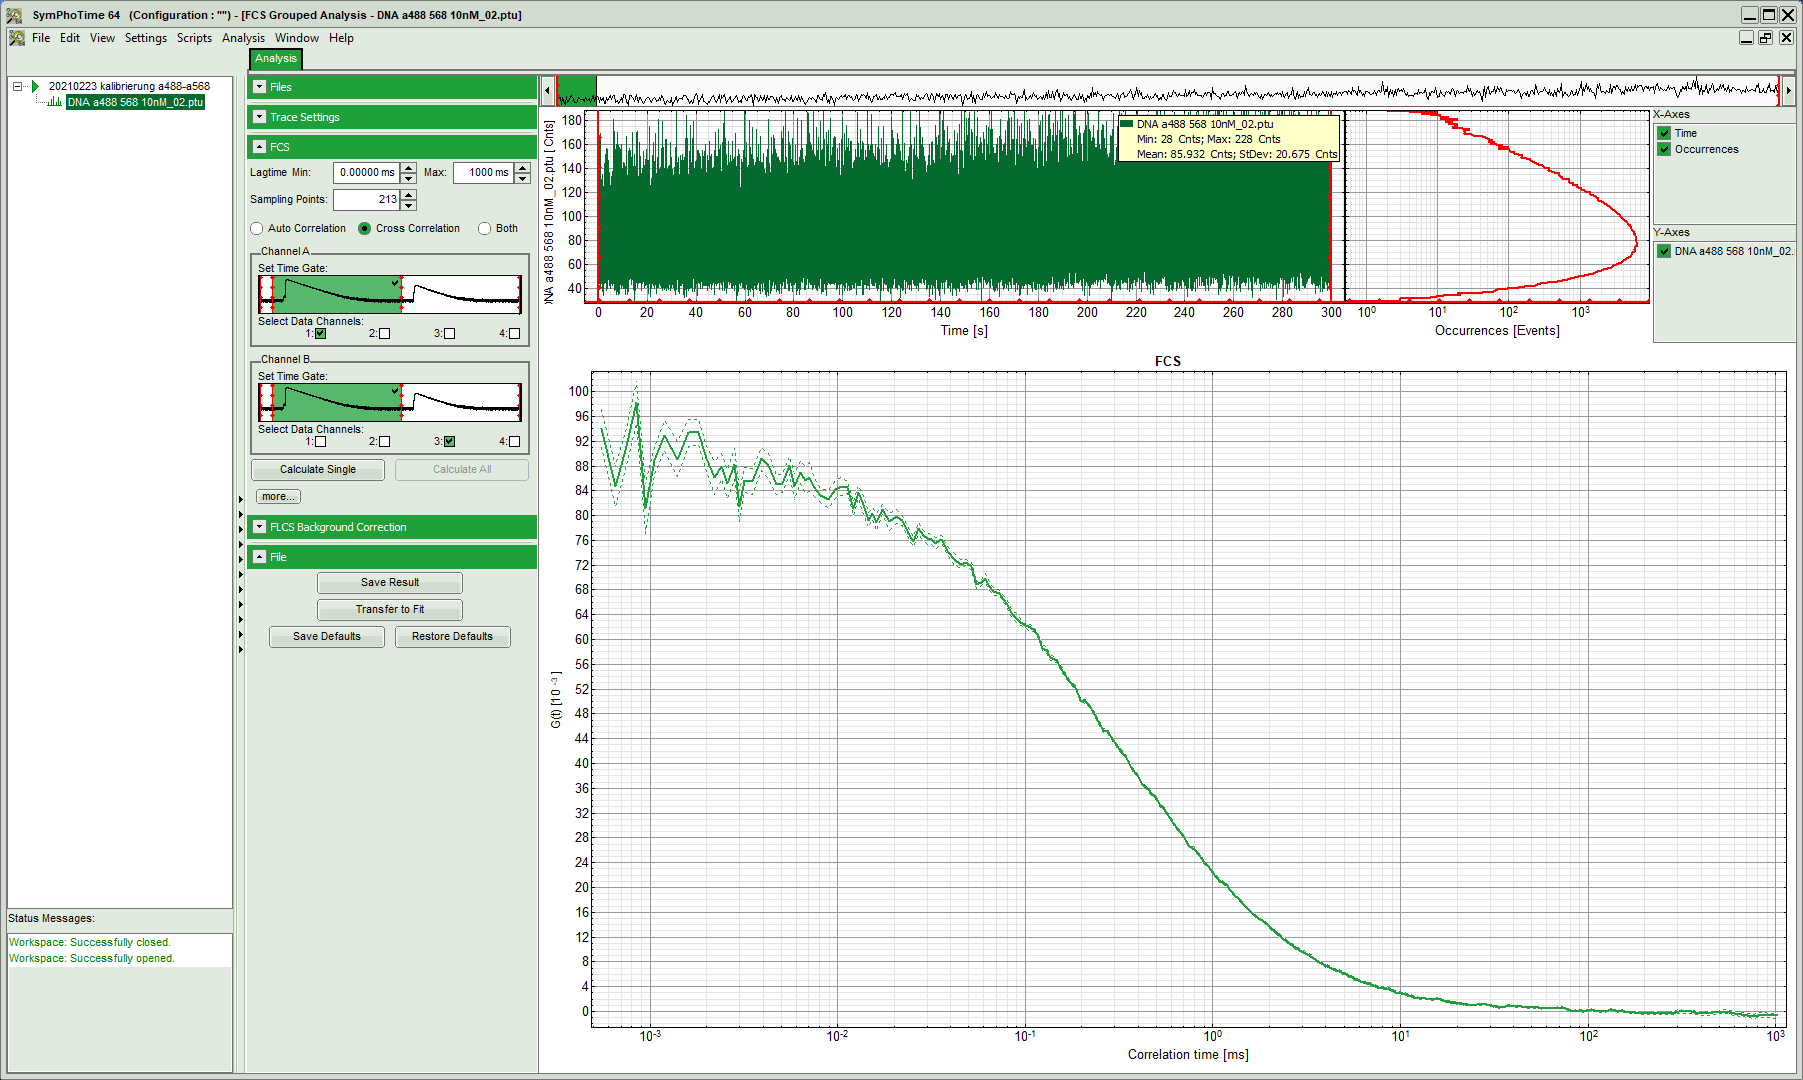 SymPhoTime 64   (Configuration : "") - [FCS Grouped Analysis - DNA a488 568 10nM_02.ptu]
File Edit View Settings Scripts Analysis Window Help
Analysis
20210223 kalibrierung a488-a568
DNA a488 568 10nM_02.ptu
Status Messages:
Workspace: Successfully closed.
Workspace: Successfully opened.
Files
Trace Settings
FCS
Lagtime Min: 0.00000 ms Max: 1000 ms
Sampling Points: 213
Auto Correlation Cross Correlation Both
Channel A
Set Time Gate:
Select Data Channels:
1: 2: 3: 4:
Channel B
Set Time Gate:
Select Data Channels:
1: 2: 3: 4:
Calculate Single Calculate All
more...
FLCS Background Correction
File
Save Result
Transfer to Fit
Save Defaults Restore Defaults
180
160
140
120
100
80
60
40
a488 568 10nM_02.ptu [Cnts]
0 20 40 60 80 100 120 140 160 180 200 220 240 260 280 300
Time [s]
DNA a488 568 10nM_02.ptu
Min: 28 Cnts; Max: 228 Cnts
Mean: 85.932 Cnts; StDev: 20.675 Cnts
10⁰ 10¹ 10² 10³
Occurrences [Events]
X-Axes
Time
Occurrences
Y-Axes
DNA a488 568 10nM_02.
FCS
100
96
92
88
84
80
76
72
68
64
60
56
52
48
44
40
36
32
28
24
20
16
12
8
4
0
G(t) [10⁻³]
10⁻³ 10⁻² 10⁻¹ 10⁰ 10¹ 10² 10³
Correlation time [ms]